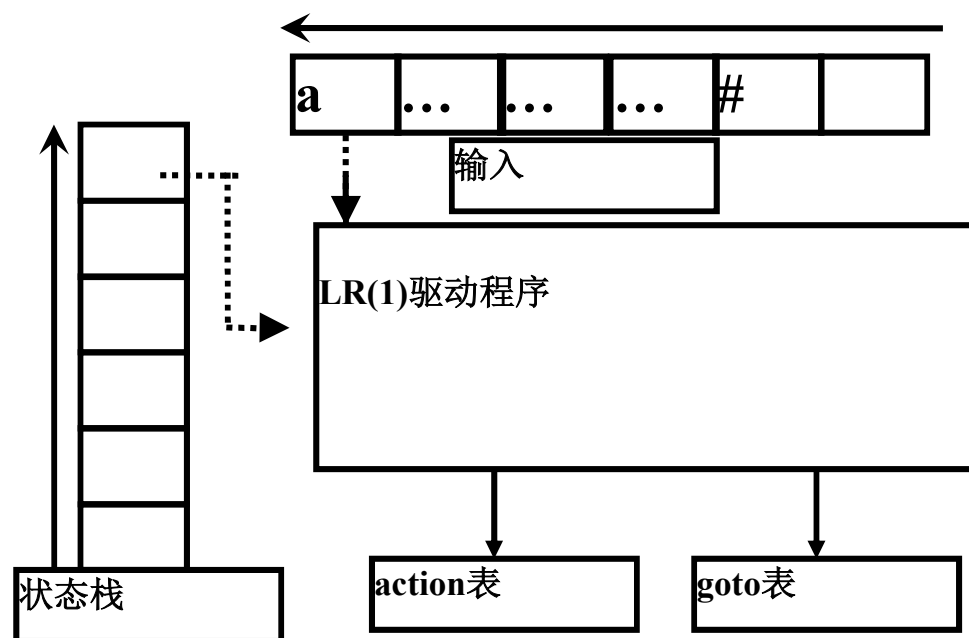 a … … … #
输入
LR(1)驱动程序
状态栈
action表
goto表